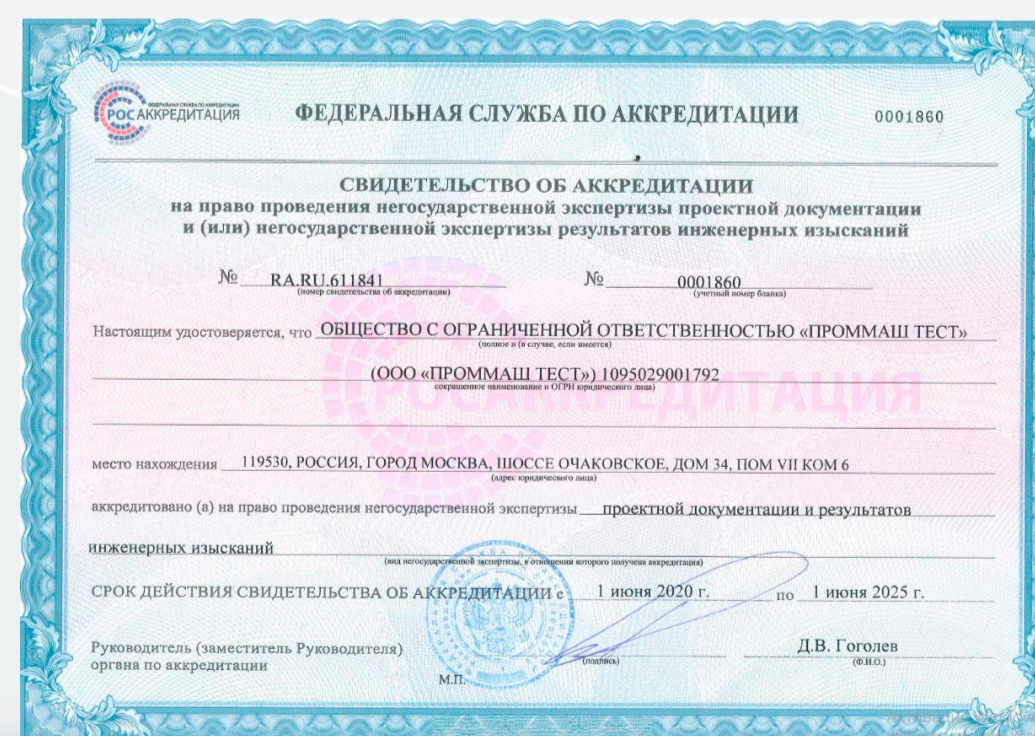 ФЕДЕРАЛЬНАЯ СЛУЖБА ПО АККРЕДИТАЦИИ
РОСАККРЕДИТАЦИЯ
ФЕДЕРАЛЬНАЯ СЛУЖБА ПО АККРЕДИТАЦИИ 0001860
СВИДЕТЕЛЬСТВО ОБ АККРЕДИТАЦИИ
на право проведения негосударственной экспертизы проектной документации
и (или) негосударственной экспертизы результатов инженерных изысканий
№ RA.RU.611841 № 0001860
(номер свидетельства об аккредитации) (учетный номер бланка)
Настоящим удостоверяется, что ОБЩЕСТВО С ОГРАНИЧЕННОЙ ОТВЕТСТВЕННОСТЬЮ «ПРОММАШ ТЕСТ»
(полное и (в случае, если имеется)
(ООО «ПРОММАШ ТЕСТ») 1095029001792
сокращенное наименование и ОГРН юридического лица)
РОСАККРЕДИТАЦИЯ
место нахождения 119530, РОССИЯ, ГОРОД МОСКВА, ШОССЕ ОЧАКОВСКОЕ, ДОМ 34, ПОМ VII КОМ 6
(адрес юридического лица)
аккредитовано (а) на право проведения негосударственной экспертизы проектной документации и результатов
инженерных изысканий
(вид негосударственной экспертизы, в отношении которого получена аккредитация)
СРОК ДЕЙСТВИЯ СВИДЕТЕЛЬСТВА ОБ АККРЕДИТАЦИИ с 1 июня 2020 г. по 1 июня 2025 г.
Руководитель (заместитель Руководителя) Д.В. Гоголев
органа по аккредитации (подпись) (Ф.И.О.)
М.П.